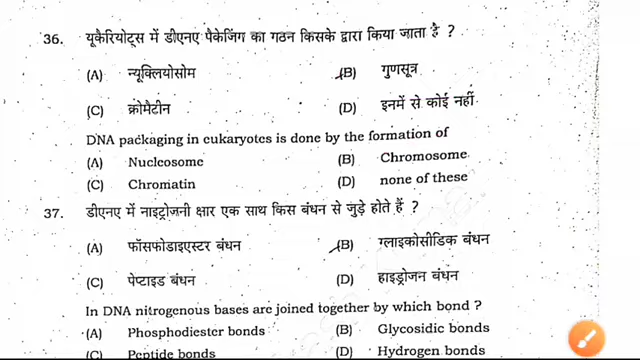 36. यूकैरियोट्स में डीएनए पैकेजिंग का गठन किसके द्वारा किया जाता है ?
(A) न्यूक्लियोसोम (B) गुणसूत्र
(C) क्रोमैटीन (D) इनमें से कोई नहीं
DNA packaging in eukaryotes is done by the formation of
(A) Nucleosome (B) Chromosome
(C) Chromatin (D) none of these
37. डीएनए में नाइट्रोजनी क्षार एक साथ किस बंधन से जुड़े होते हैं ?
(A) फॉसफोडाइएस्टर बंधन (B) ग्लाइकोसीडिक बंधन
(C) पेप्टाइड बंधन (D) हाइड्रोजन बंधन
In DNA nitrogenous bases are joined together by which bond ?
(A) Phosphodiester bonds (B) Glycosidic bonds
(C) Peptide bonds (D) Hydrogen bonds